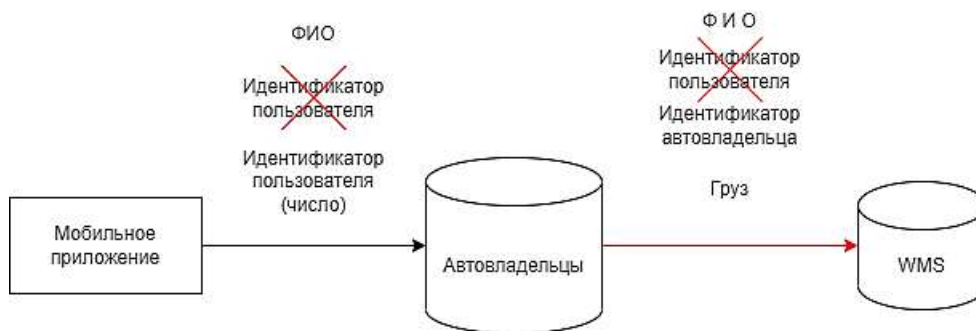 ФИО
Идентификатор
пользователя
Идентификатор
пользователя
(число)
Ф И О
Идентификатор
пользователя
Идентификатор
автовладельца
Груз
Мобильное
приложение
Автовладельцы
WMS